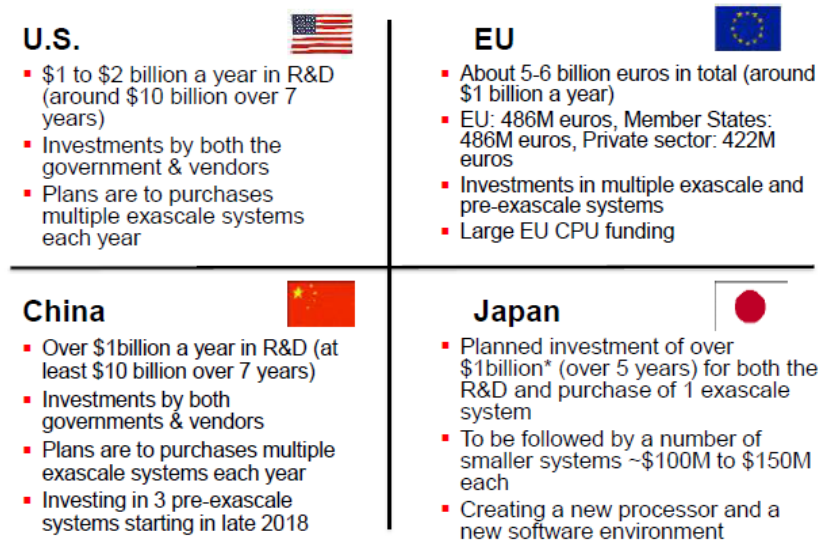 U.S.
▪ $1 to $2 billion a year in R&D
(around $10 billion over 7
years)
▪ Investments by both the
government & vendors
▪ Plans are to purchases
multiple exascale systems
each year
EU
▪ About 5-6 billion euros in total (around
$1 billion a year)
▪ EU: 486M euros, Member States:
486M euros, Private sector: 422M
euros
▪ Investments in multiple exascale and
pre-exascale systems
▪ Large EU CPU funding
China
▪ Over $1billion a year in R&D (at
least $10 billion over 7 years)
▪ Investments by both
governments & vendors
▪ Plans are to purchases multiple
exascale systems each year
▪ Investing in 3 pre-exascale
systems starting in late 2018
Japan
▪ Planned investment of over
$1billion* (over 5 years) for both the
R&D and purchase of 1 exascale
system
▪ To be followed by a number of
smaller systems ~$100M to $150M
each
▪ Creating a new processor and a
new software environment